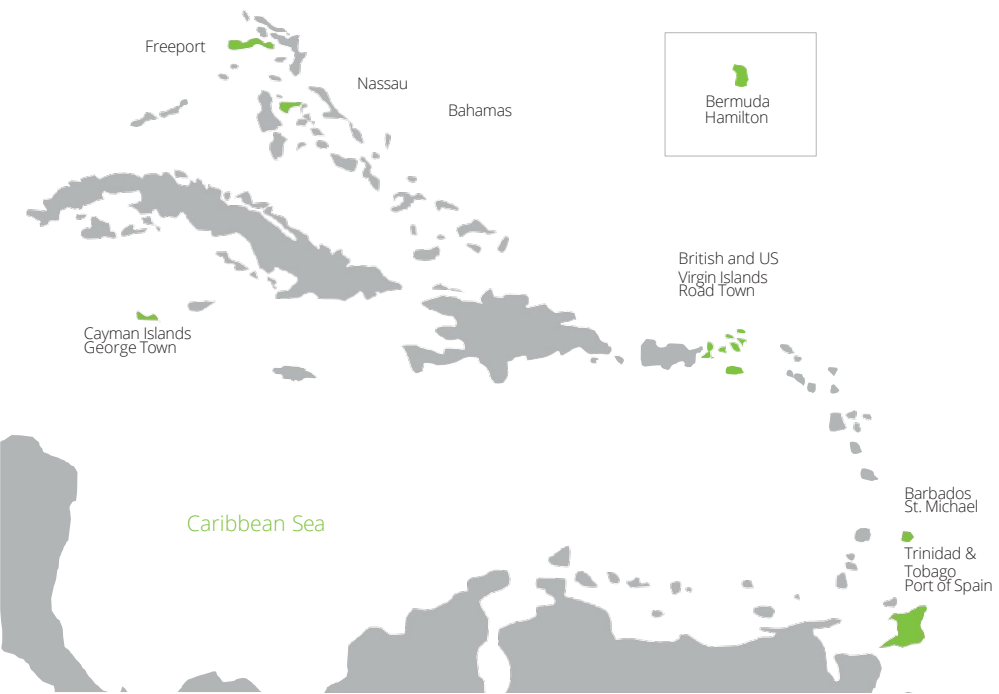 Freeport
Nassau
Bahamas
Bermuda
Hamilton
British and US
Virgin Islands
Road Town
Cayman Islands
George Town
Caribbean Sea
Barbados
St. Michael
Trinidad &
Tobago
Port of Spain